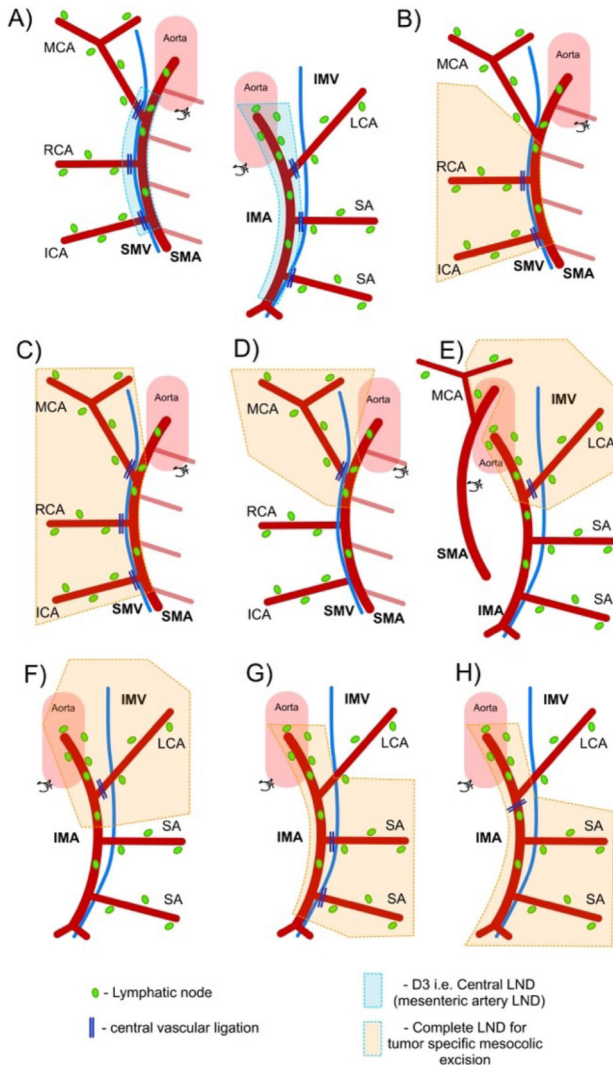 A)
MCA
Aorta
RCA
ICA
SMV
SMA
Aorta
IMV
LCA
IMA
SA
SA
B)
MCA
Aorta
RCA
ICA
SMV
SMA
C)
MCA
Aorta
RCA
ICA
SMV
SMA
D)
MCA
Aorta
RCA
ICA
SMV
SMA
E)
MCA
IMV
Aorta
LCA
SMA
SA
IMA
SA
F)
Aorta
IMV
LCA
IMA
SA
SA
G)
Aorta
IMV
LCA
IMA
SA
SA
H)
Aorta
IMV
LCA
IMA
SA
SA
- Lymphatic node
- central vascular ligation
- D3 i.e. Central LND
(mesenteric artery LND)
- Complete LND for
tumor specific mesocolic
excision